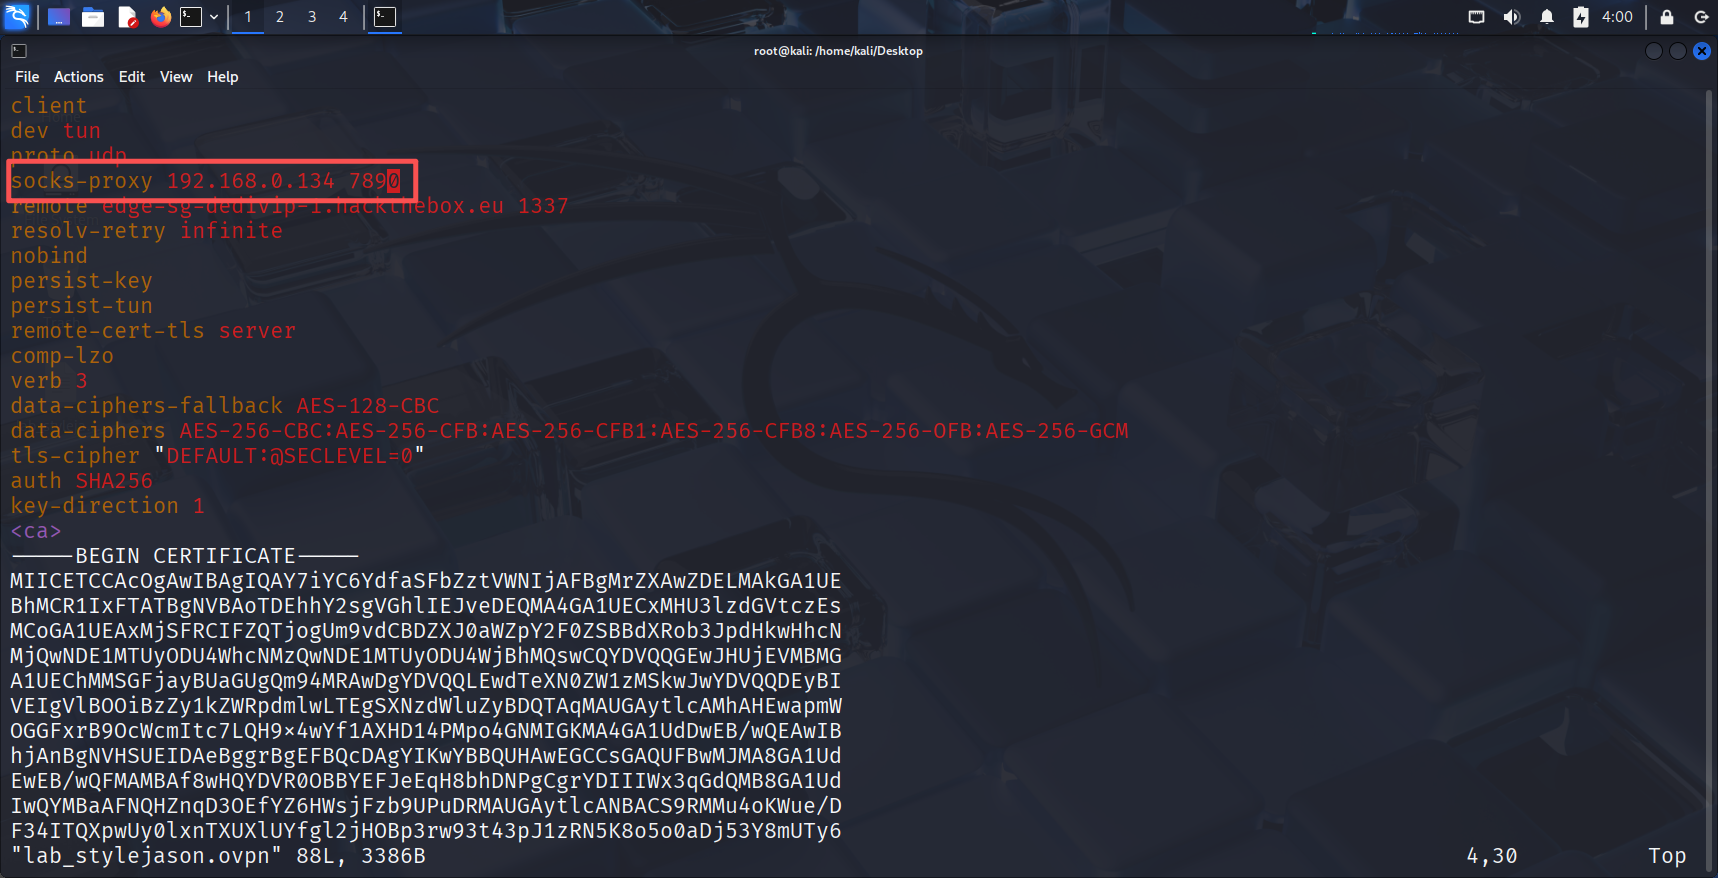 1 2 3 4 4:00
root@kali: /home/kali/Desktop
File Actions Edit View Help
client
dev tun
proto udp
socks-proxy 192.168.0.134 7890
remote edge-sg-dedivip-1.hackthebox.eu 1337
resolv-retry infinite
nobind
persist-key
persist-tun
remote-cert-tls server
comp-lzo
verb 3
data-ciphers-fallback AES-128-CBC
data-ciphers AES-256-CBC:AES-256-CFB:AES-256-CFB1:AES-256-CFB8:AES-256-OFB:AES-256-GCM
tls-cipher "DEFAULT:@SECLEVEL=0"
auth SHA256
key-direction 1
<ca>
-----BEGIN CERTIFICATE-----
MIICETCCAcOgAwIBAgIQAY7iYC6YdfaSFbZztVWNIjAFBgMrZXAwZDELMAkGA1UE
BhMCR1IxFTATBgNVBAoTDEhhY2sgVGhlIEJveDEQMA4GA1UECxMHU3lzdGVtczEs
MCoGA1UEAxMjSFRCIFZQTjogUm9vdCBDZXJ0aWZpY2F0ZSBBdXRob3JpdHkwHhcN
MjQwNDE1MTUyODU4WhcNMzQwNDE1MTUyODU4WjBhMQswCQYDVQQGEwJHUjEVMBMG
A1UEChMMSGFjayBUaGUgQm94MRAwDgYDVQQLEwdTeXN0ZW1zMSkwJwYDVQQDEyBI
VEIgVlBOOiBzZy1kZWRpdmlwLTEgSXNzdWluZyBDQTAqMAUGAytlcAMhAHEwapmW
OGGFxrB9OcWcmItc7LQH9x4wYf1AXHD14PMpo4GNMIGKMA4GA1UdDwEB/wQEAwIB
hjAnBgNVHSUEIDAeBggrBgEFBQcDAgYIKwYBBQUHAwEGCCsGAQUFBwMJMA8GA1Ud
EwEB/wQFMAMBAf8wHQYDVR0OBBYEFJeEqH8bhDNPgCgrYDIIIWx3qGdQMB8GA1Ud
IwQYMBaAFNQHZnqD3OEfYZ6HWsjFzb9UPuDRMAUGAytlcANBACS9RMMu4oKWue/D
F34ITQXpwUy0lxnTXUXlUYfgl2jHOBp3rw93t43pJ1zRN5K8o5o0aDj53Y8mUTy6
"lab_stylejason.ovpn" 88L, 3386B 4,30 Top